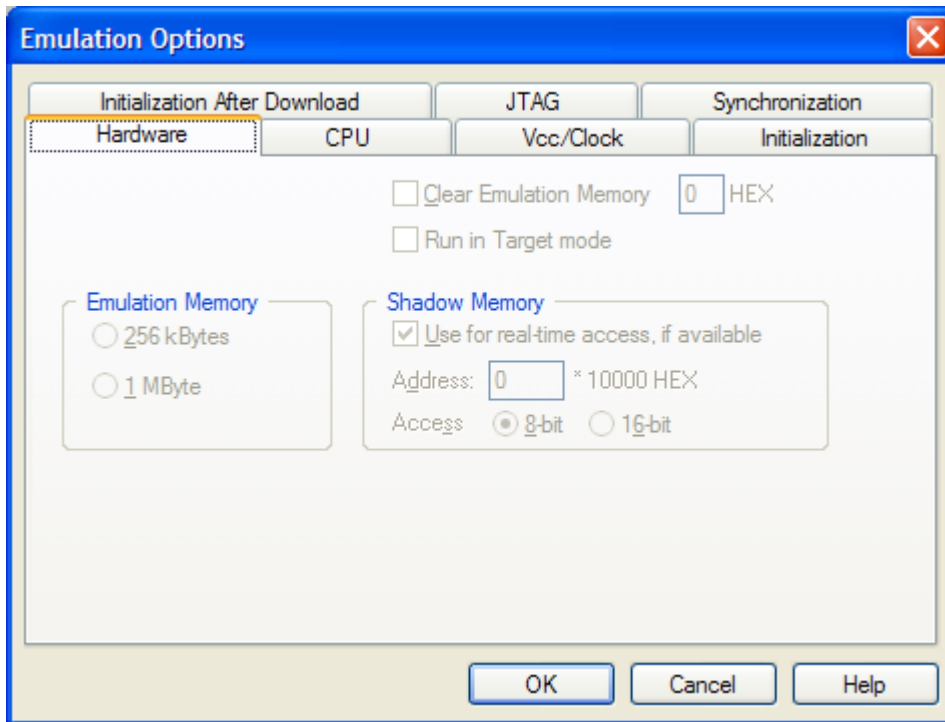 Emulation Options
Initialization After Download JTAG Synchronization
Hardware CPU Vcc/Clock Initialization
Clear Emulation Memory 0 HEX
Run in Target mode
Emulation Memory Shadow Memory
256 kBytes Use for real-time access, if available
1 MByte Address: 0 * 10000 HEX
Access 8-bit 16-bit
OK Cancel Help